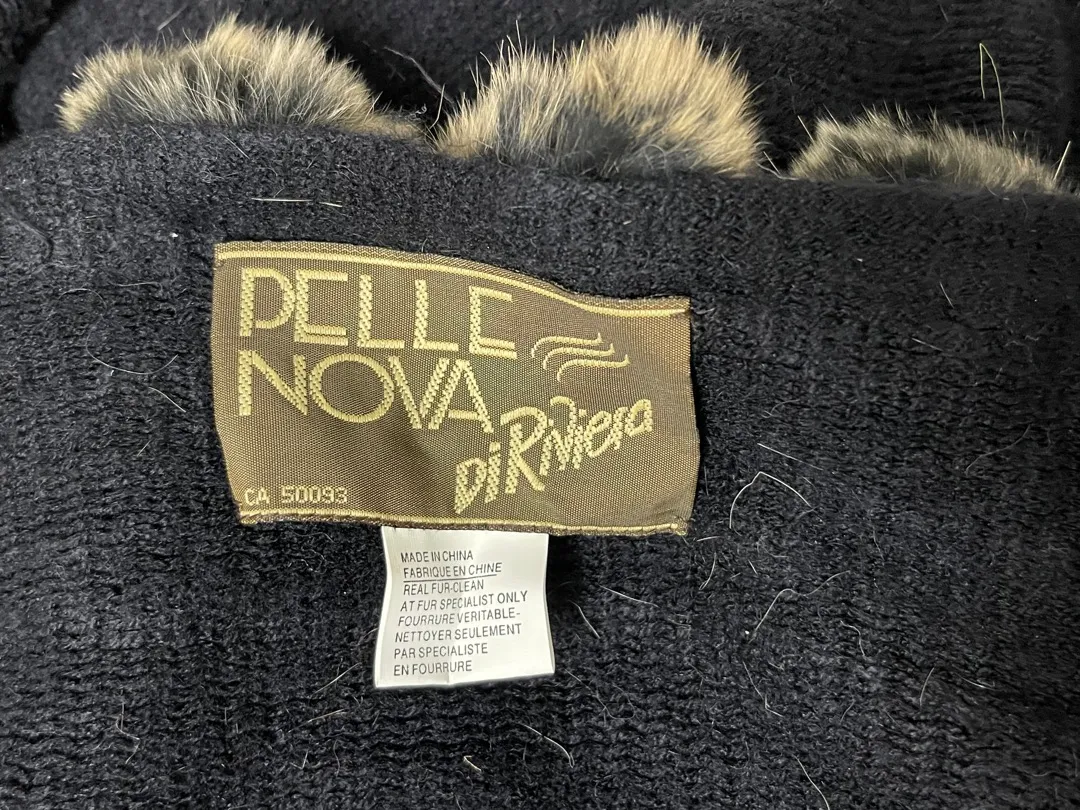 PELLE
NOVA
Di Riviera
CA 50093
MADE IN CHINA
FABRIQUE EN CHINE
REAL FUR-CLEAN
AT FUR SPECIALIST ONLY
FOURRURE VERITABLE-
NETTOYER SEULEMENT
PAR SPECIALISTE
EN FOURRURE